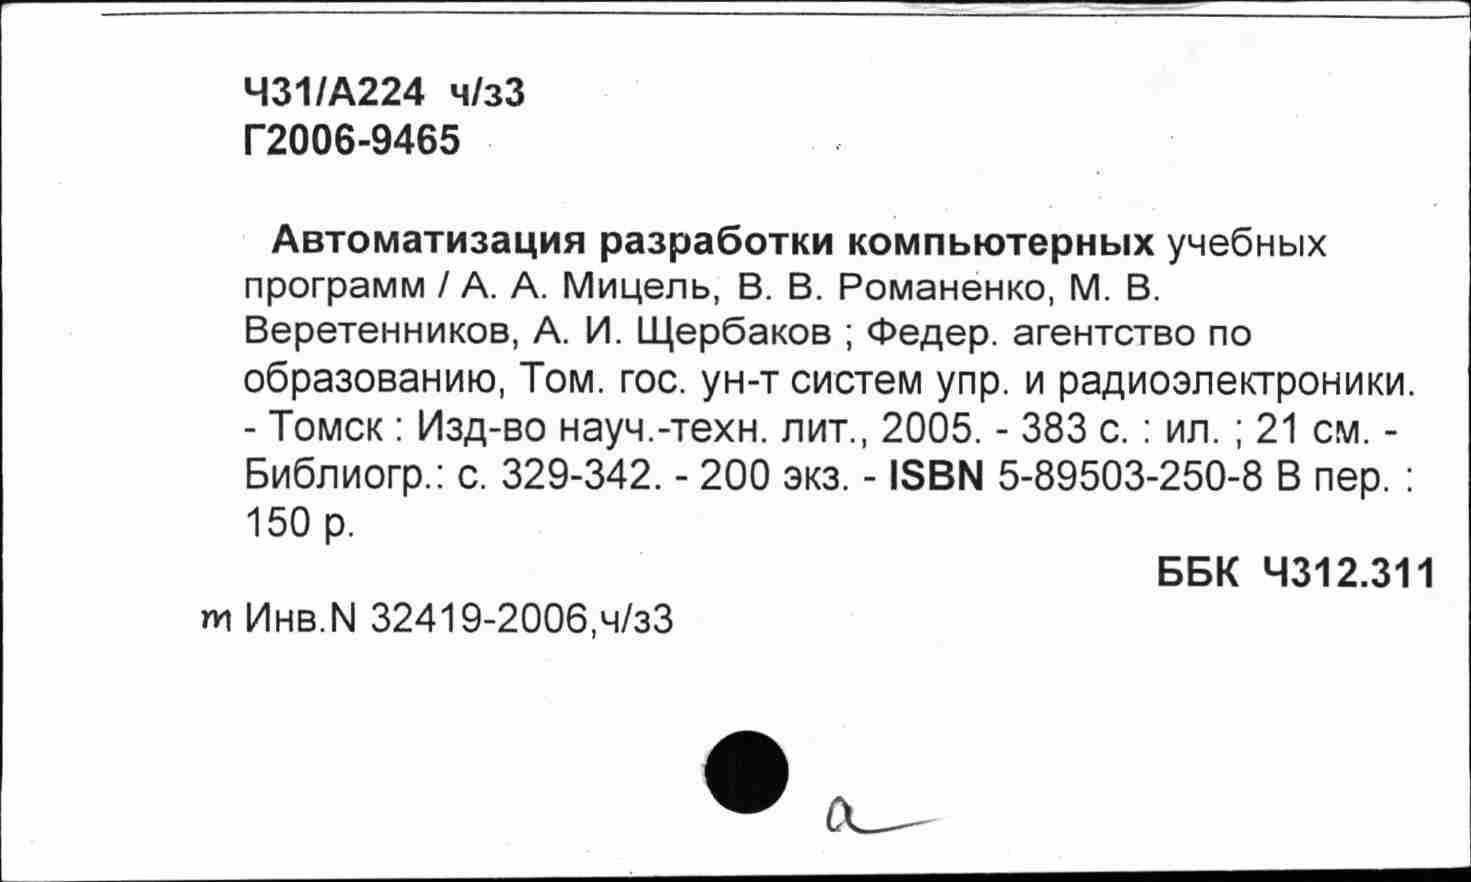 Ч31/А224 ч/з3
Г2006-9465
Автоматизация разработки компьютерных учебных
программ / А. А. Мицель, В. В. Романенко, М. В.
Веретенников, А. И. Щербаков ; Федер. агентство по
образованию, Том. гос. ун-т систем упр. и радиоэлектроники.
- Томск : Изд-во науч.-техн. лит., 2005. - 383 с. : ил. ; 21 см. -
Библиогр.: с. 329-342. - 200 экз. - ISBN 5-89503-250-8 В пер. :
150 р.
ББК Ч312.311
т Инв.N 32419-2006,ч/з3
а